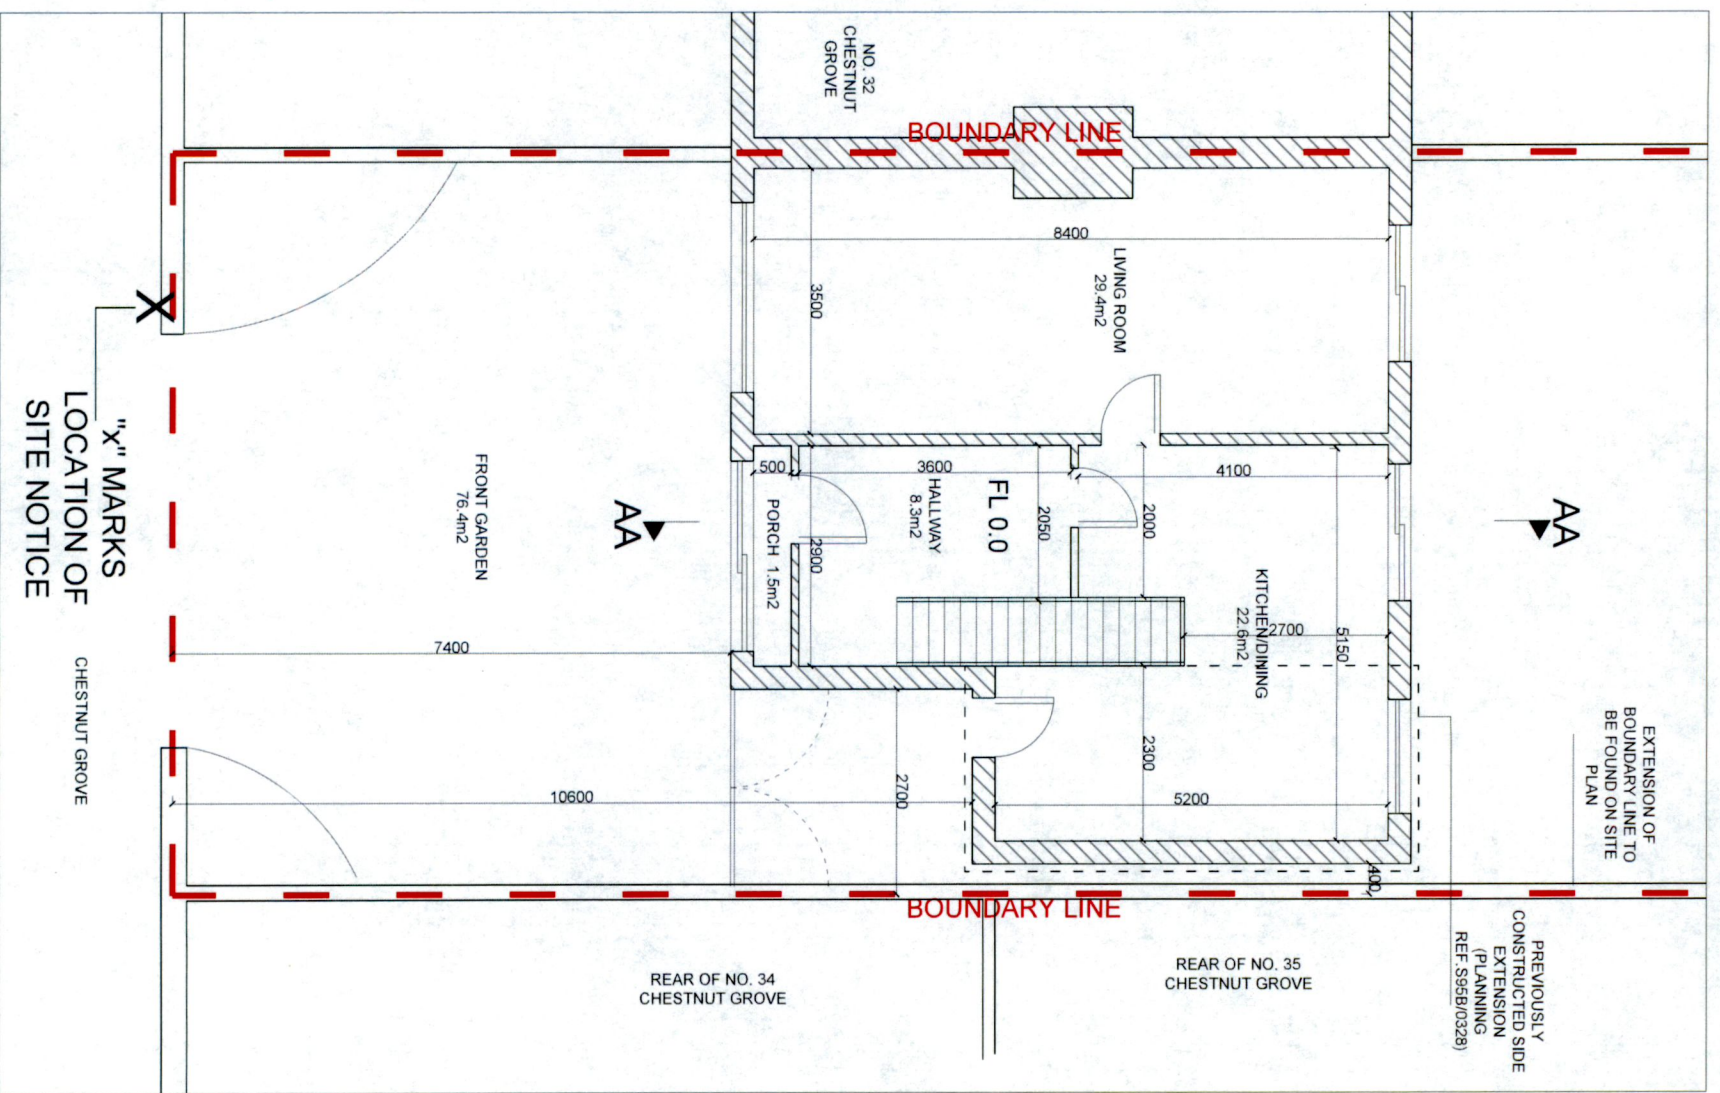 NO. 32
CHESTNUT
GROVE
BOUNDARY LINE
8400
3500
LIVING ROOM
29.4m2
500
3600
4100
HALLWAY
8.3m2
FL 0.0
2050
2000
PORCH 1.5m2
2900
KITCHEN/DINING
22.6m2
2700
5150
2300
5200
400
2700
10600
7400
FRONT GARDEN
76.4m2
AA
AA
X
"x" MARKS
LOCATION OF
SITE NOTICE
CHESTNUT GROVE
EXTENSION OF
BOUNDARY LINE TO
BE FOUND ON SITE
PLAN
PREVIOUSLY
CONSTRUCTED SIDE
EXTENSION
(PLANNING
REF.S95B/0328)
BOUNDARY LINE
REAR OF NO. 34
CHESTNUT GROVE
REAR OF NO. 35
CHESTNUT GROVE